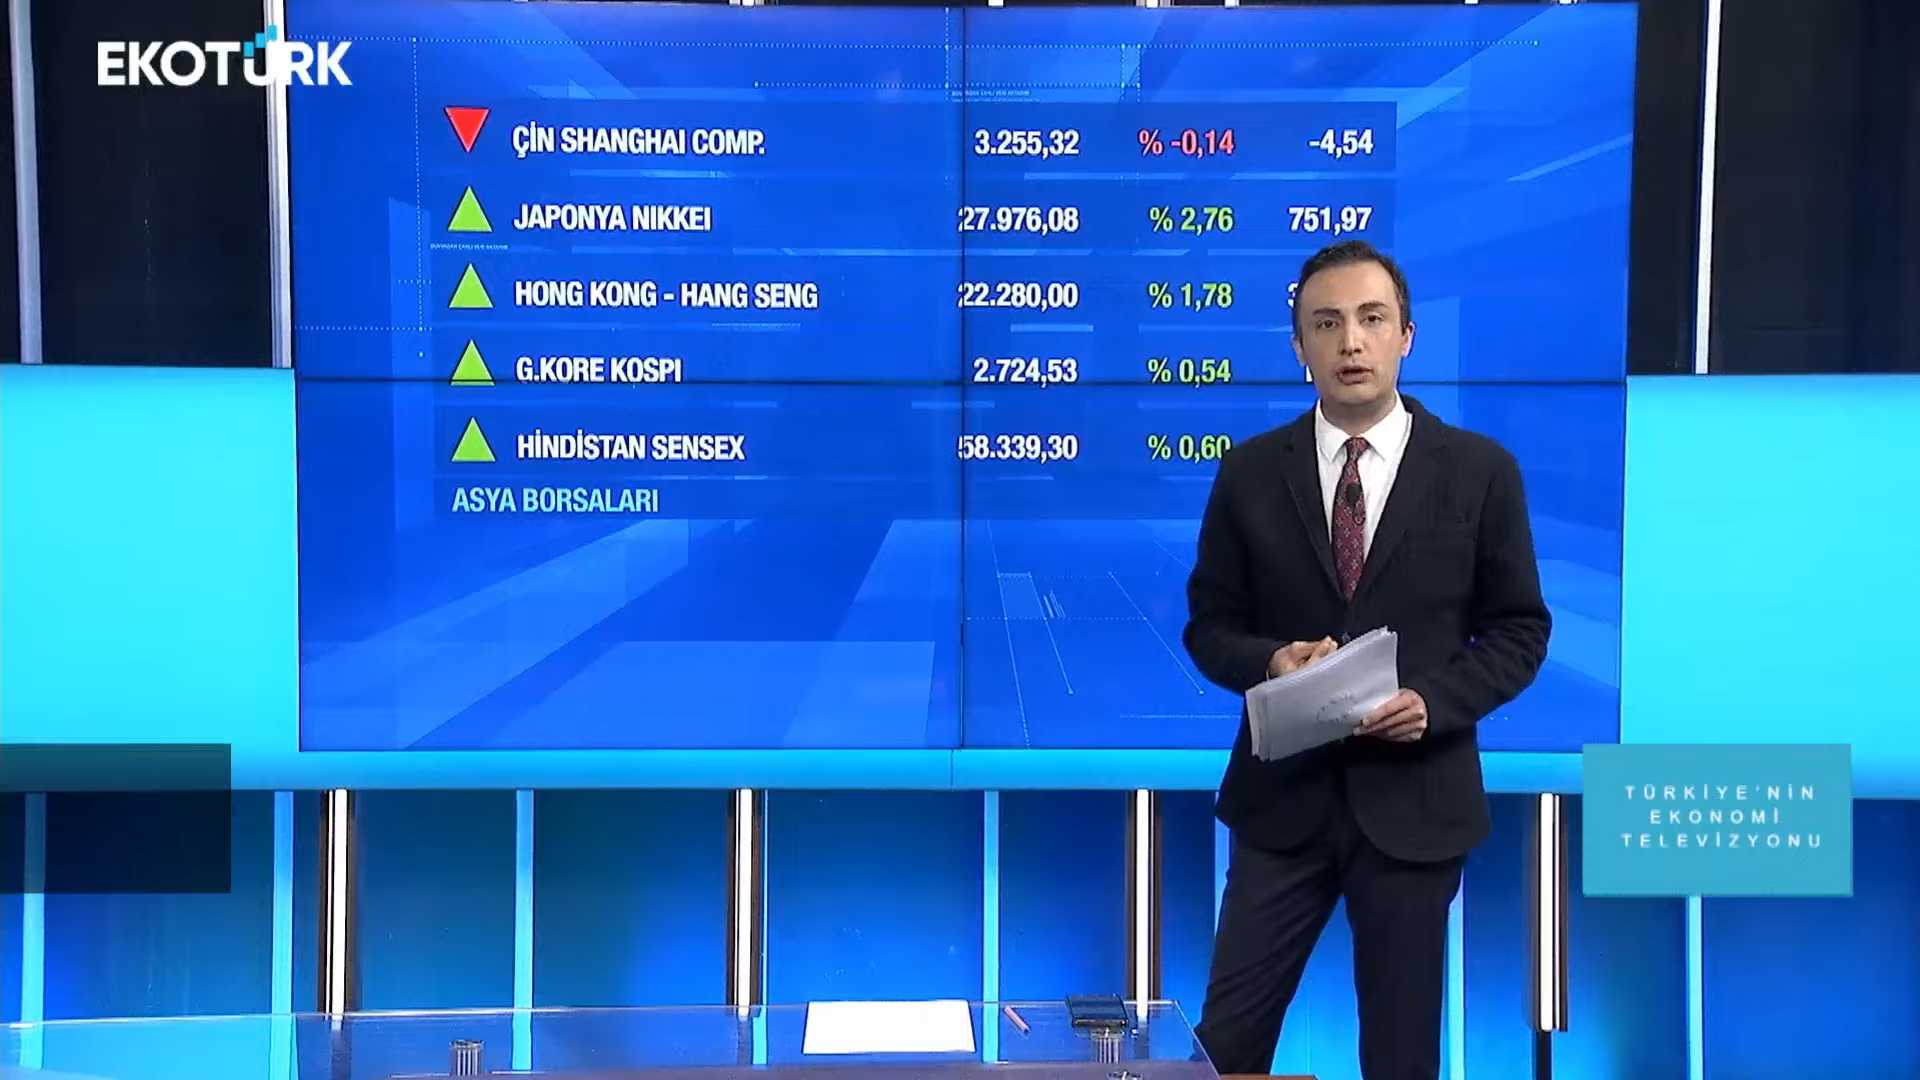 EKOTÜRK
ÇİN SHANGHAI COMP. 3.255,32 % -0,14 -4,54
JAPONYA NIKKEI 27.976,08 % 2,76 751,97
HONG KONG - HANG SENG 22.280,00 % 1,78
G.KORE KOSPI 2.724,53 % 0,54
HİNDİSTAN SENSEX 58.339,30 % 0,60
ASYA BORSALARI
TÜRKİYE'NİN
EKONOMİ
TELEVİZYONU